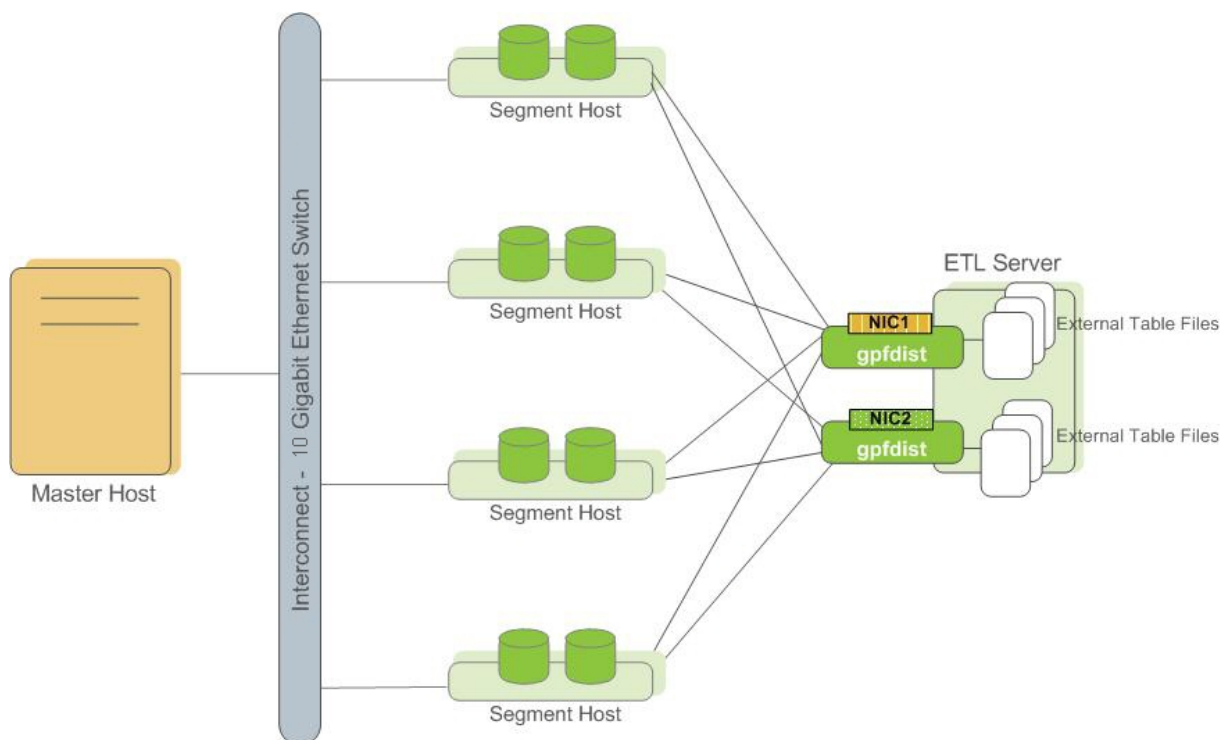 Segment Host
Segment Host
ETL Server
NIC1
gpfdist
External Table Files
NIC2
gpfdist
External Table Files
Interconnect - 10 Gigabit Ethernet Switch
Master Host
Segment Host
Segment Host